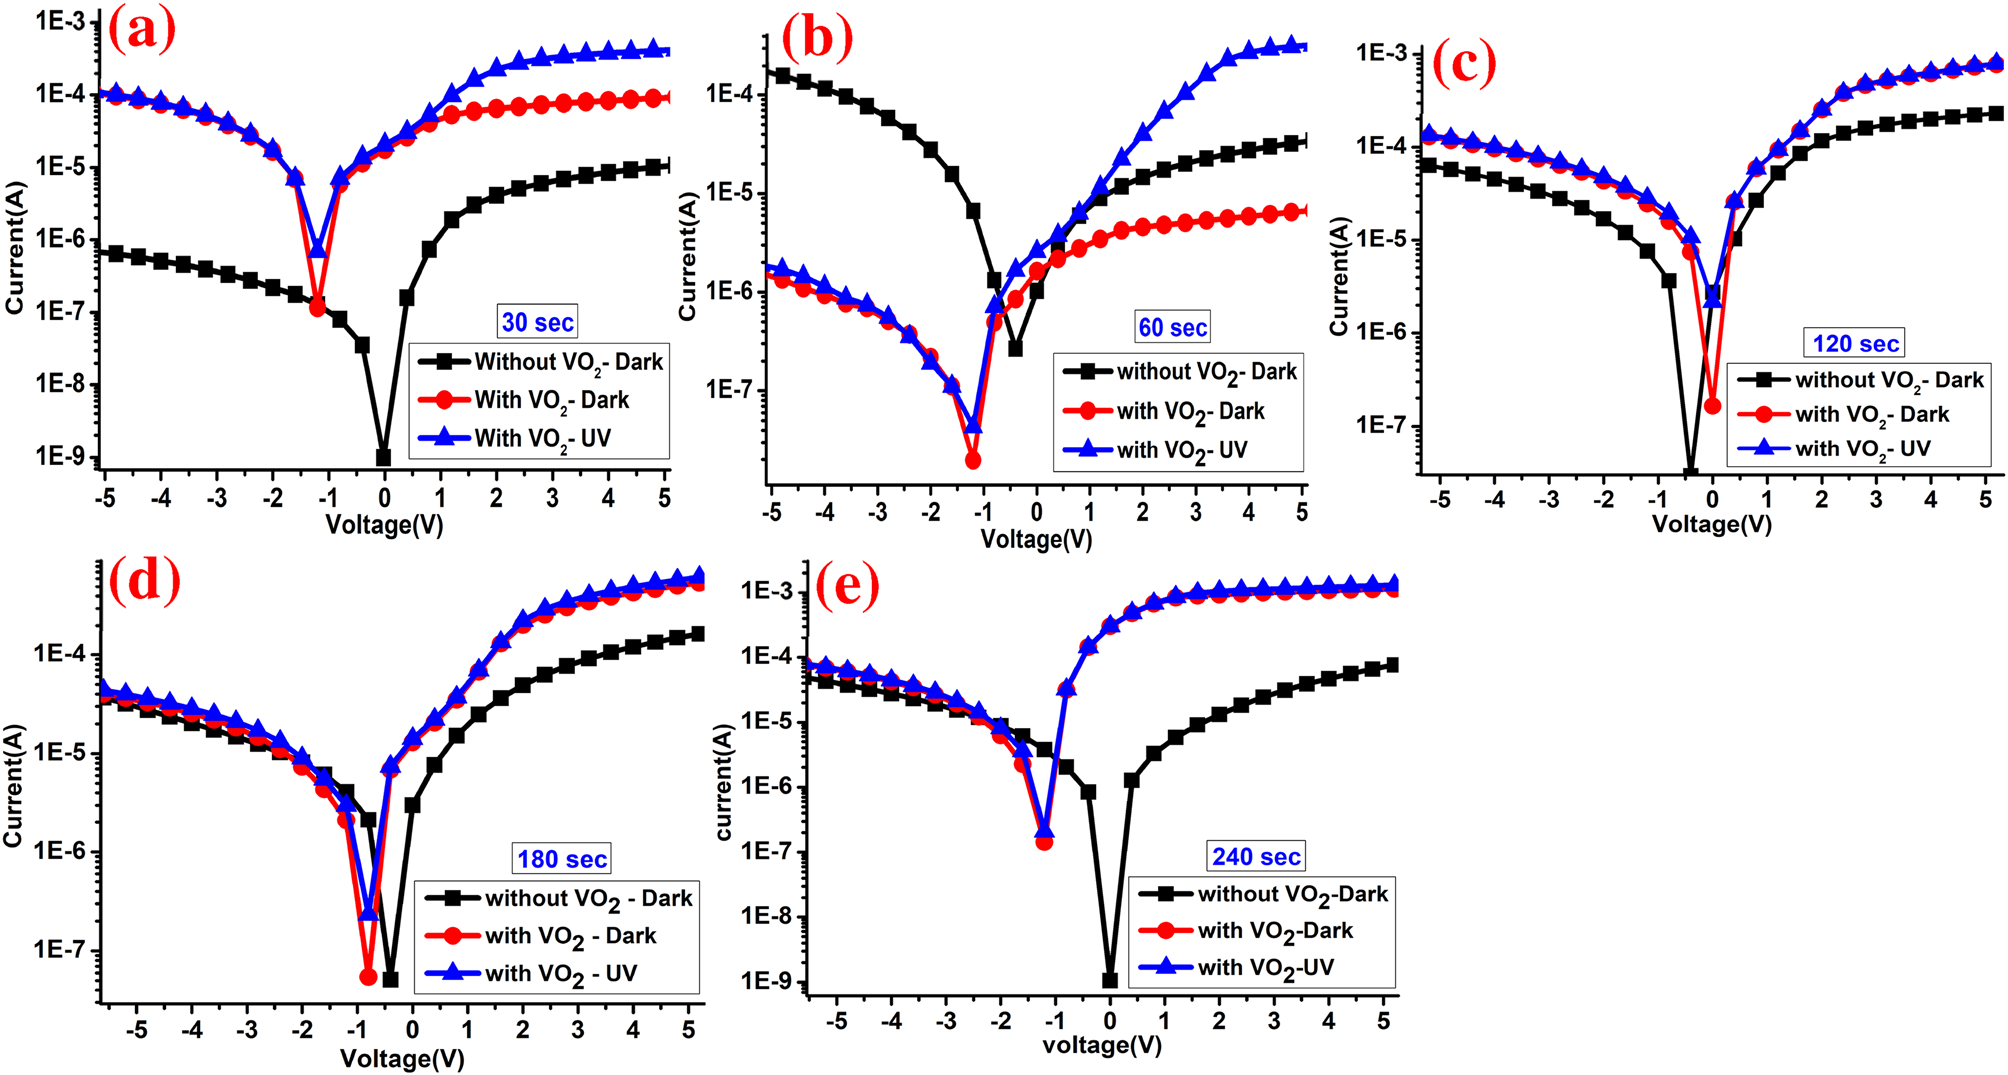 (a)
1E-3
1E-4
1E-5
1E-6
1E-7
1E-8
1E-9
Current(A)
30 sec
Without VO2- Dark
With VO2- Dark
With VO2- UV
-5 -4 -3 -2 -1 0 1 2 3 4 5
Voltage(V)
(b)
1E-4
1E-5
1E-6
1E-7
Current(A)
60 sec
without VO2- Dark
with VO2- Dark
with VO2- UV
-5 -4 -3 -2 -1 0 1 2 3 4 5
Voltage(V)
(c)
1E-3
1E-4
1E-5
1E-6
1E-7
Current(A)
120 sec
without VO2- Dark
with VO2- Dark
with VO2- UV
-5 -4 -3 -2 -1 0 1 2 3 4 5
Voltage(V)
(d)
1E-4
1E-5
1E-6
1E-7
Current(A)
180 sec
without VO2 - Dark
with VO2 - Dark
with VO2 - UV
-5 -4 -3 -2 -1 0 1 2 3 4 5
Voltage(V)
(e)
1E-3
1E-4
1E-5
1E-6
1E-7
1E-8
1E-9
current(A)
240 sec
without VO2-Dark
with VO2-Dark
with VO2-UV
-5 -4 -3 -2 -1 0 1 2 3 4 5
voltage(V)